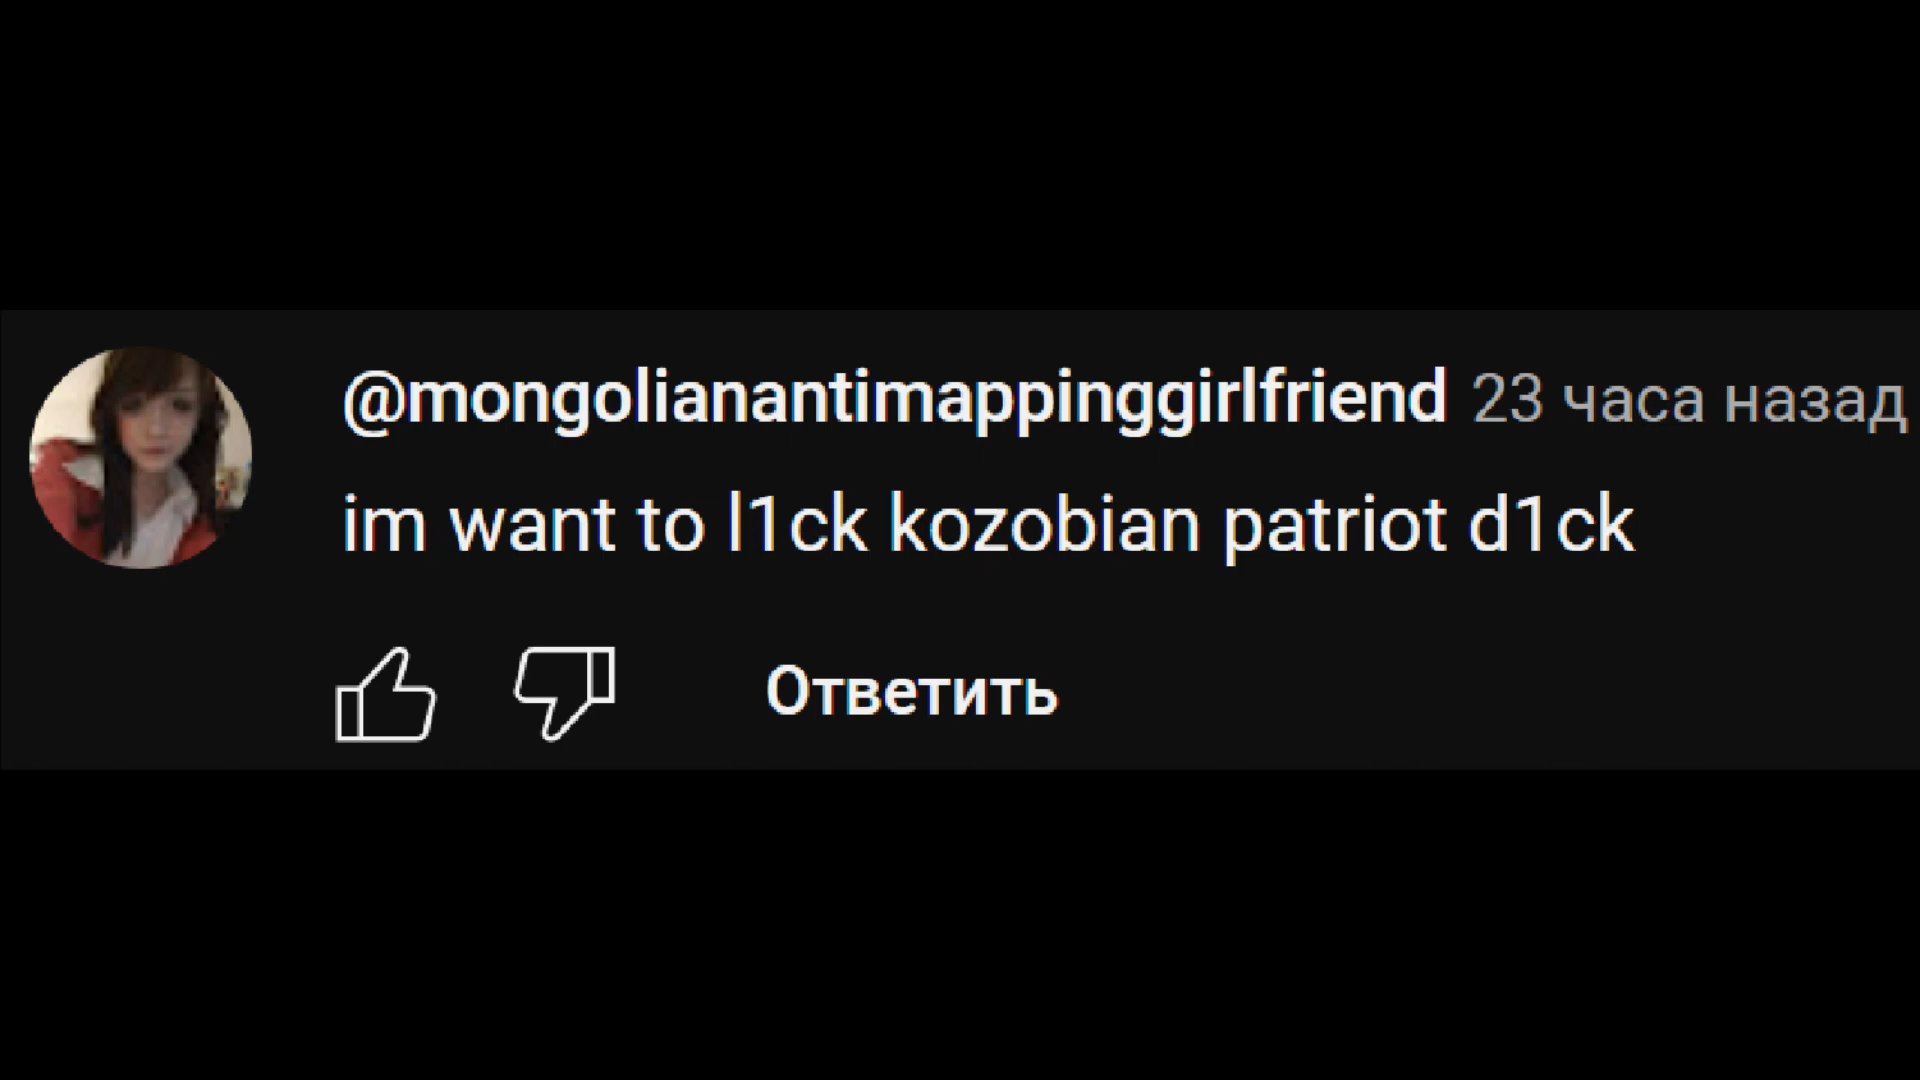 @mongolianantimappinggirlfriend 23 часа назад
im want to l1ck kozobian patriot d1ck
Ответить